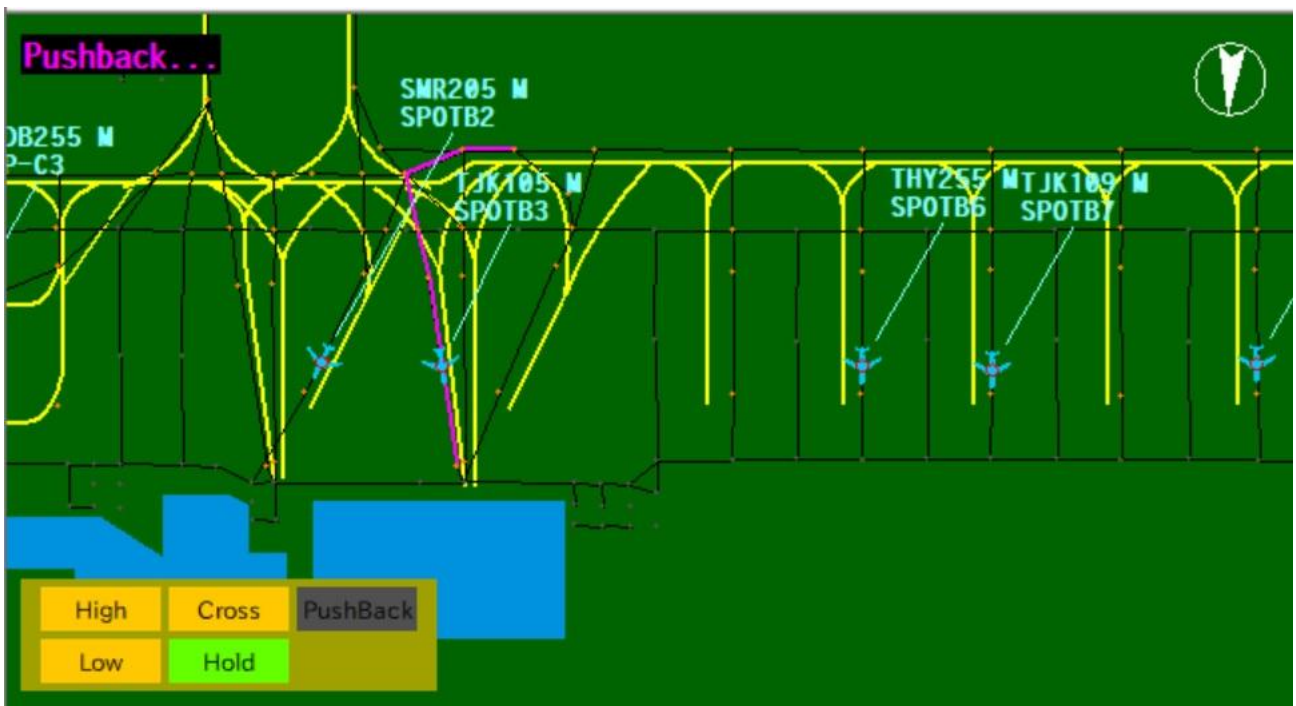 Pushback...
SMR205 M
SPOTB2
DB255 M
P-C3
TJK105 M
SPOTB3
THY255 M
SPOTB6
TJK109 M
SPOTB7
High
Cross
PushBack
Low
Hold